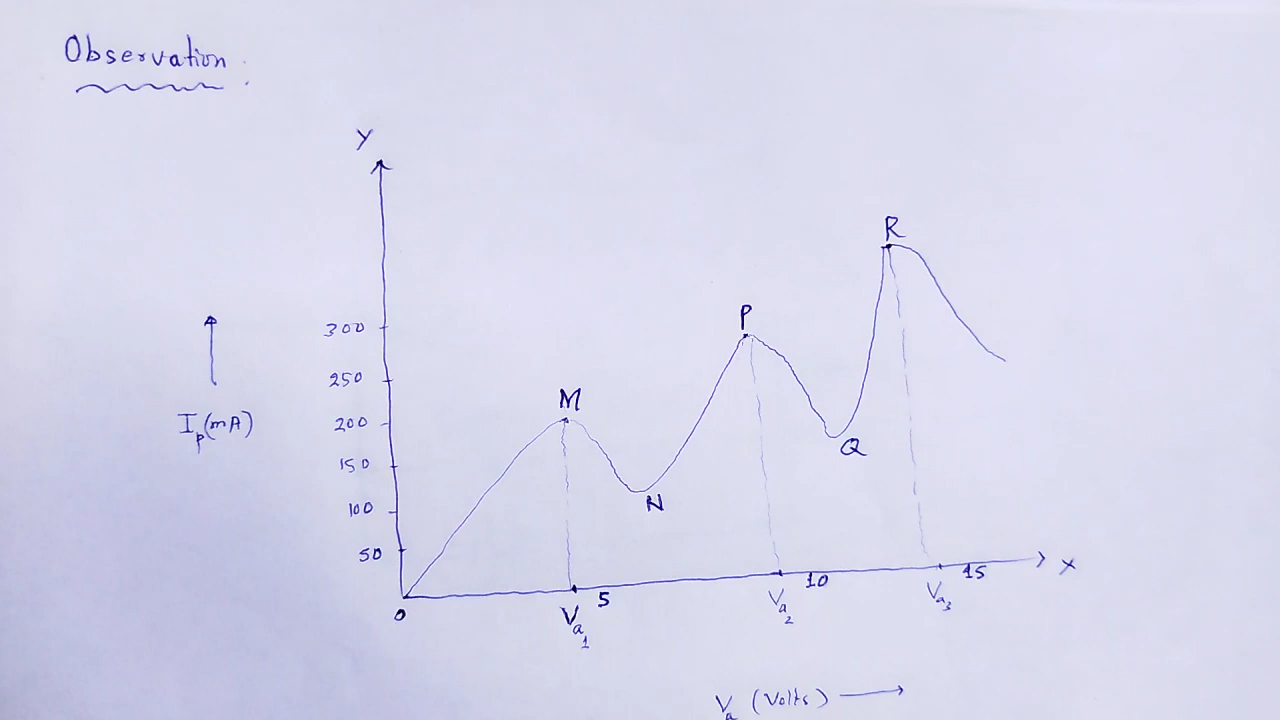 Observation
Y
R
P
300
250
M
200
I_p(mA)
Q
150
N
100
50
0
5
10
15
X
V_a1
V_a2
V_a3
V_a (Volts)